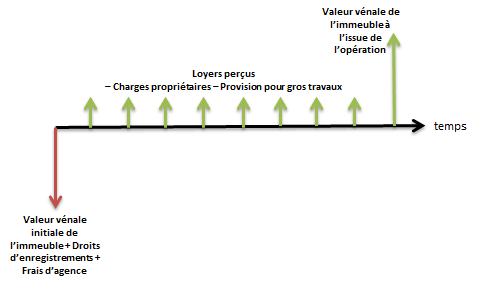 Valeur vénale de
l'immeuble à
l'issue de
l'opération
Loyers perçus
– Charges propriétaires – Provision pour gros travaux
temps
Valeur vénale
initiale de
l'immeuble + Droits
d'enregistrements +
Frais d'agence